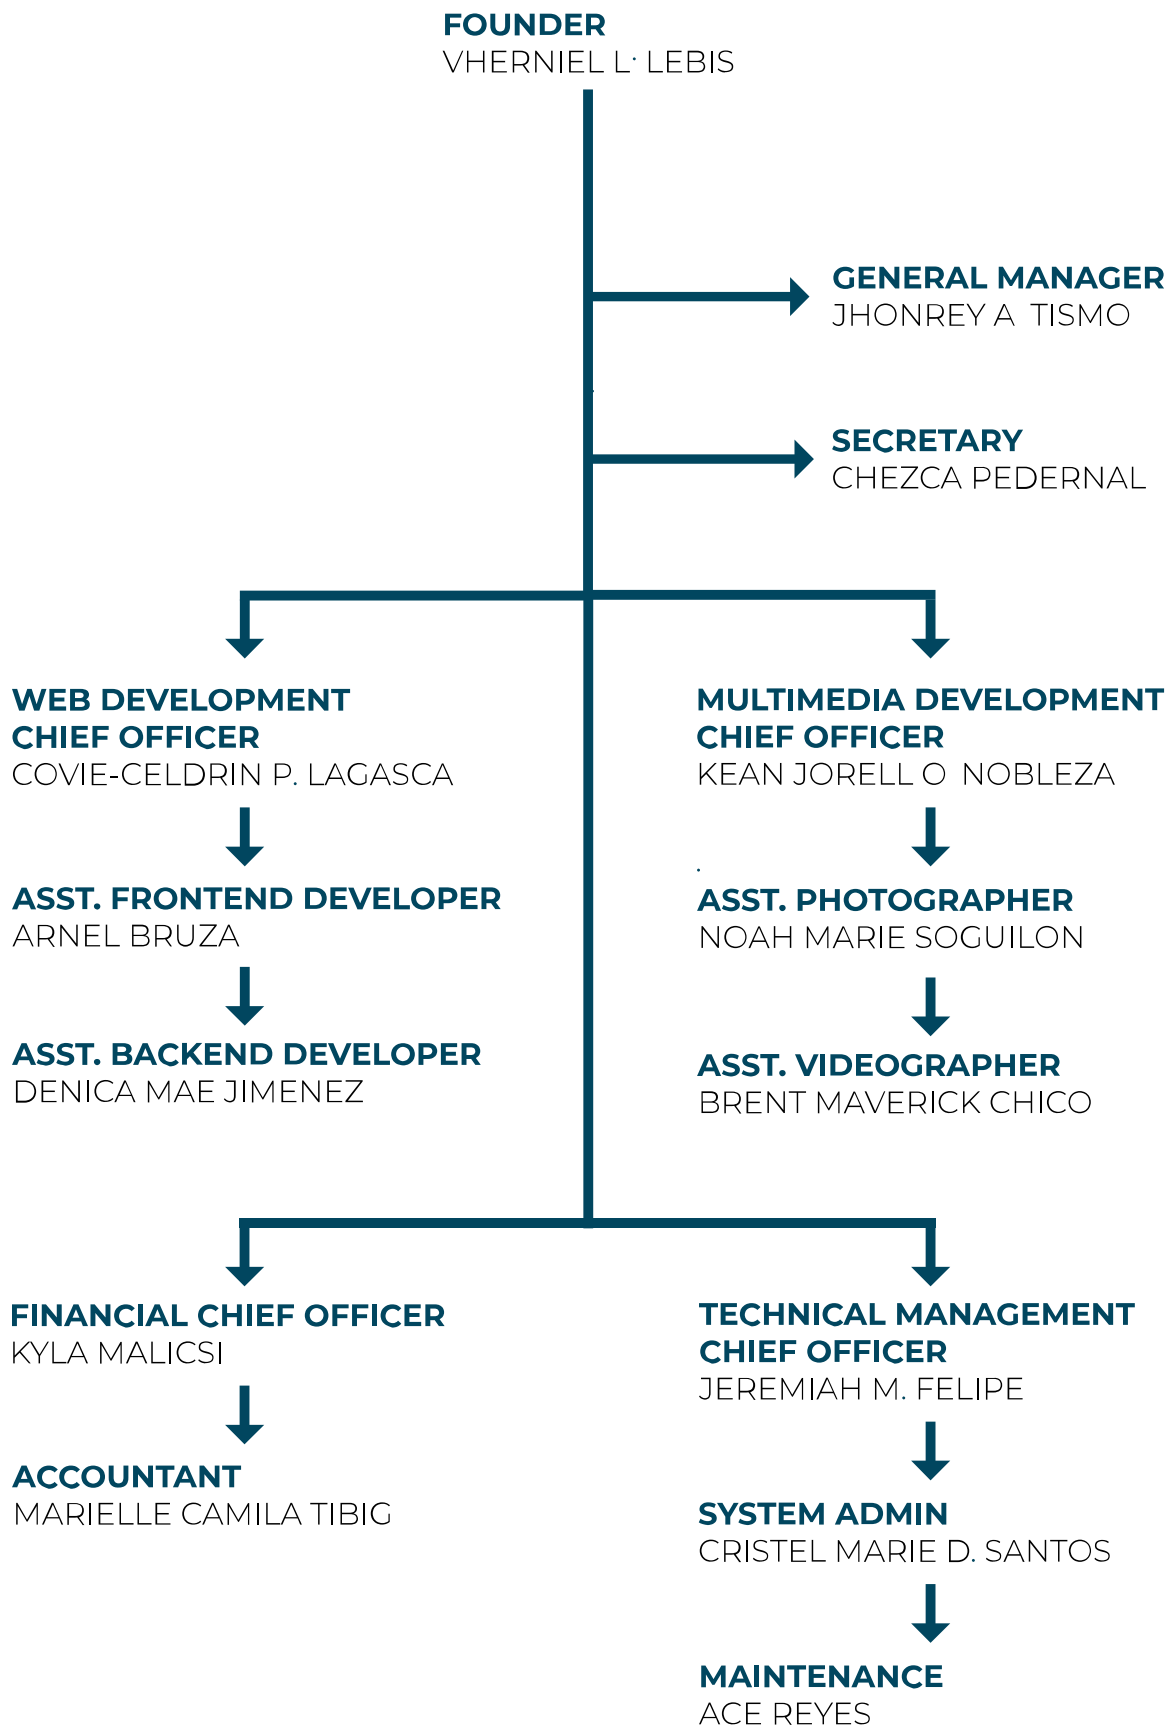 FOUNDER
VHERNIEL L. LEBIS
GENERAL MANAGER
JHONREY A TISMO
SECRETARY
CHEZCA PEDERNAL
WEB DEVELOPMENT
CHIEF OFFICER
COVIE-CELDRIN P. LAGASCA
ASST. FRONTEND DEVELOPER
ARNEL BRUZA
ASST. BACKEND DEVELOPER
DENICA MAE JIMENEZ
MULTIMEDIA DEVELOPMENT
CHIEF OFFICER
KEAN JORELL O NOBLEZA
ASST. PHOTOGRAPHER
NOAH MARIE SOGUILON
ASST. VIDEOGRAPHER
BRENT MAVERICK CHICO
FINANCIAL CHIEF OFFICER
KYLA MALICSI
ACCOUNTANT
MARIELLE CAMILA TIBIG
TECHNICAL MANAGEMENT
CHIEF OFFICER
JEREMIAH M. FELIPE
SYSTEM ADMIN
CRISTEL MARIE D. SANTOS
MAINTENANCE
ACE REYES